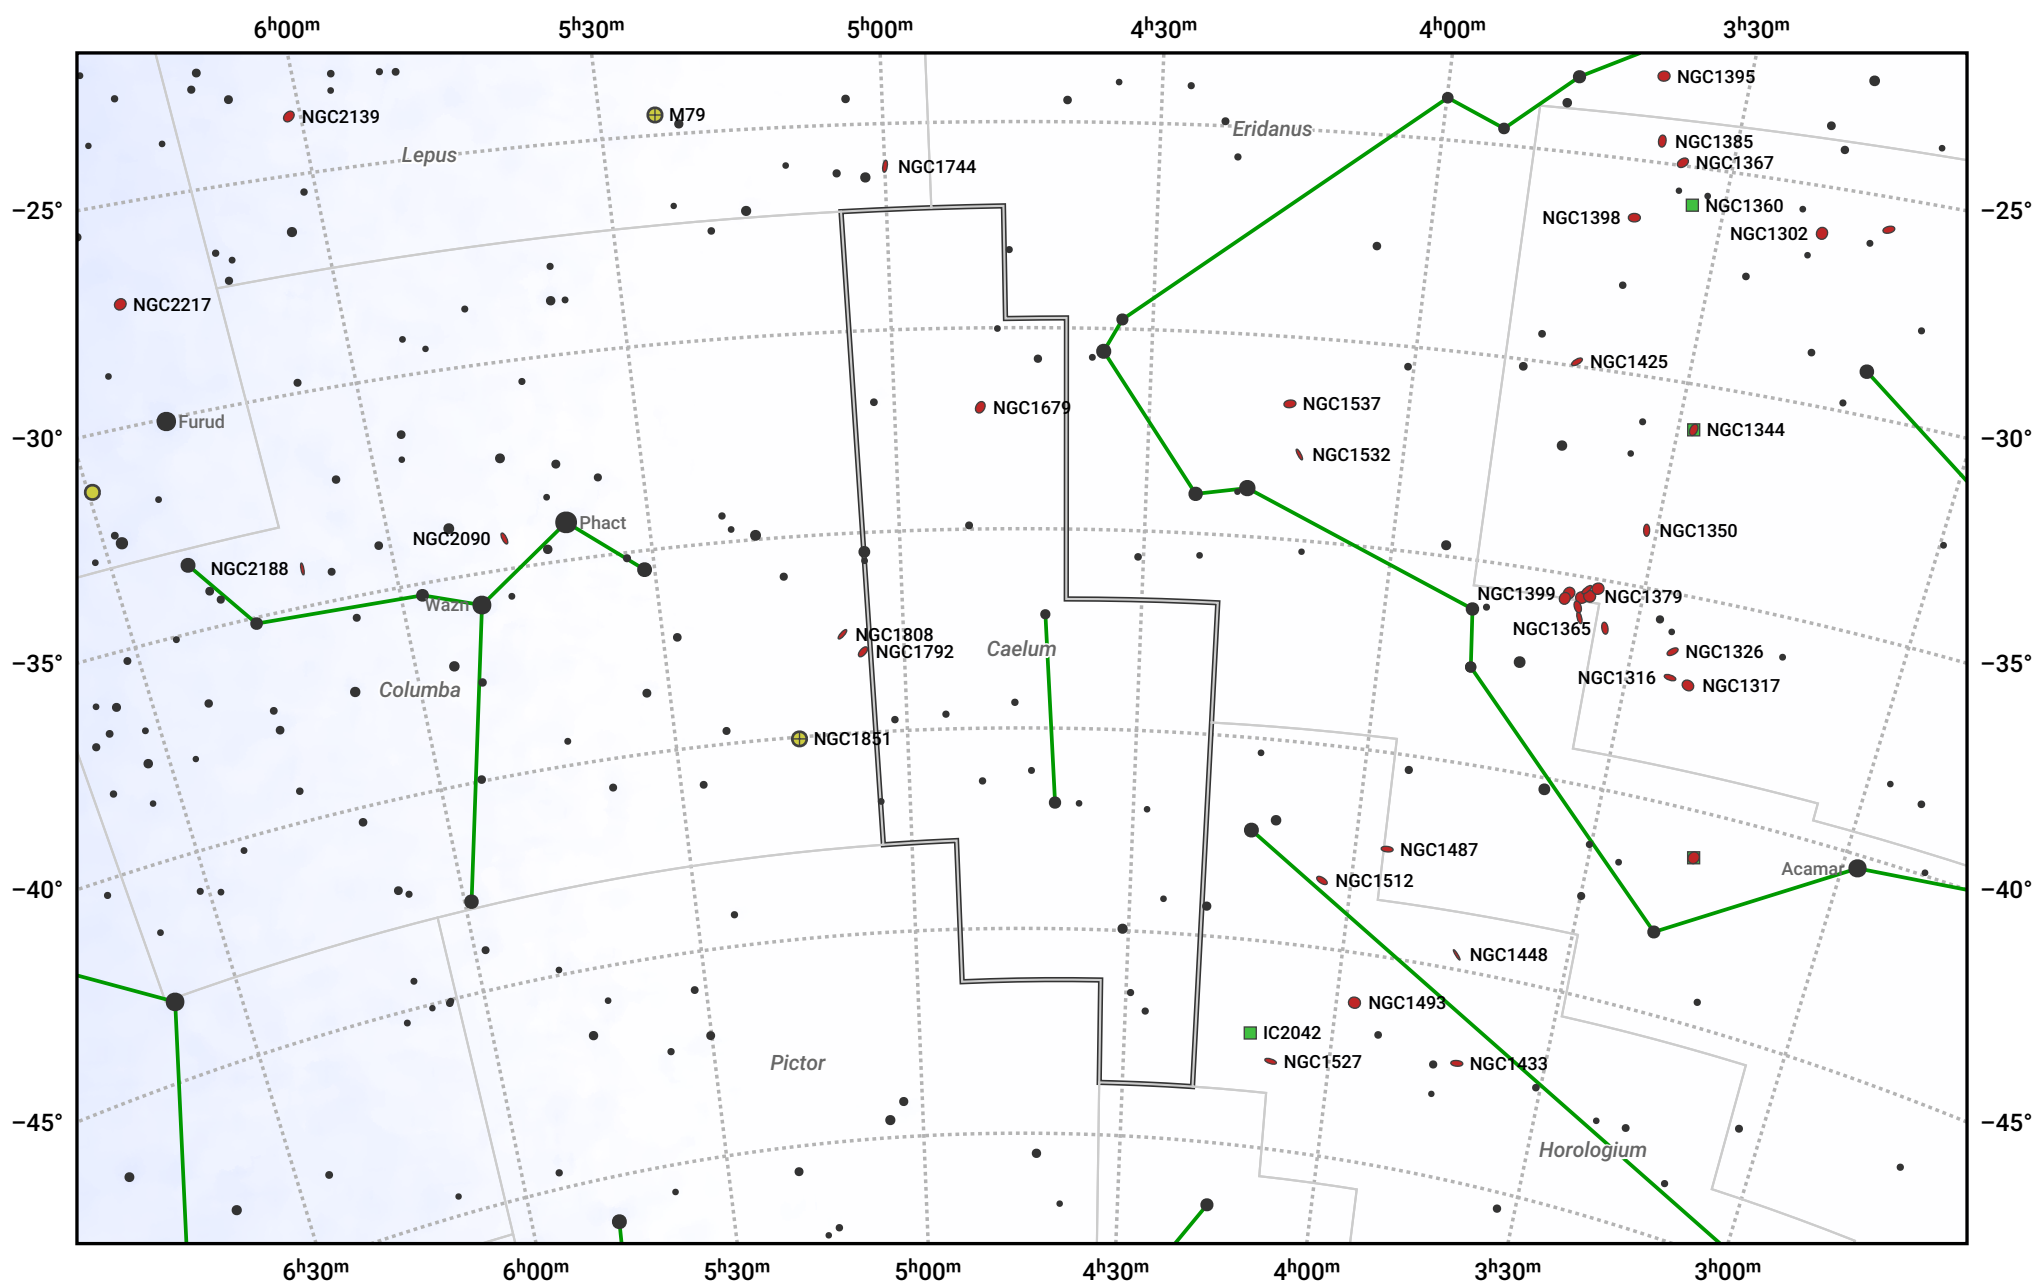 6h00m 5h30m 5h00m 4h30m 4h00m 3h30m
NGC1395
NGC2139
M79
Eridanus
NGC1385
Lepus
NGC1367
NGC1744
−25°
NGC1360
−25°
NGC1398
NGC1302
NGC2217
NGC1425
NGC1679
NGC1537
Furud
NGC1344
−30°
−30°
NGC1532
Phact
NGC1350
NGC2090
NGC2188
NGC1399
NGC1379
Wazn
NGC1365
NGC1808
Caelum
NGC1792
NGC1326
−35°
−35°
NGC1316
NGC1317
Columba
NGC1851
NGC1487
Acamar
NGC1512
−40°
−40°
NGC1448
NGC1493
IC2042
NGC1527
NGC1433
Pictor
−45°
−45°
Horologium
6h30m 6h00m 5h30m 5h00m 4h30m 4h00m 3h30m 3h00m